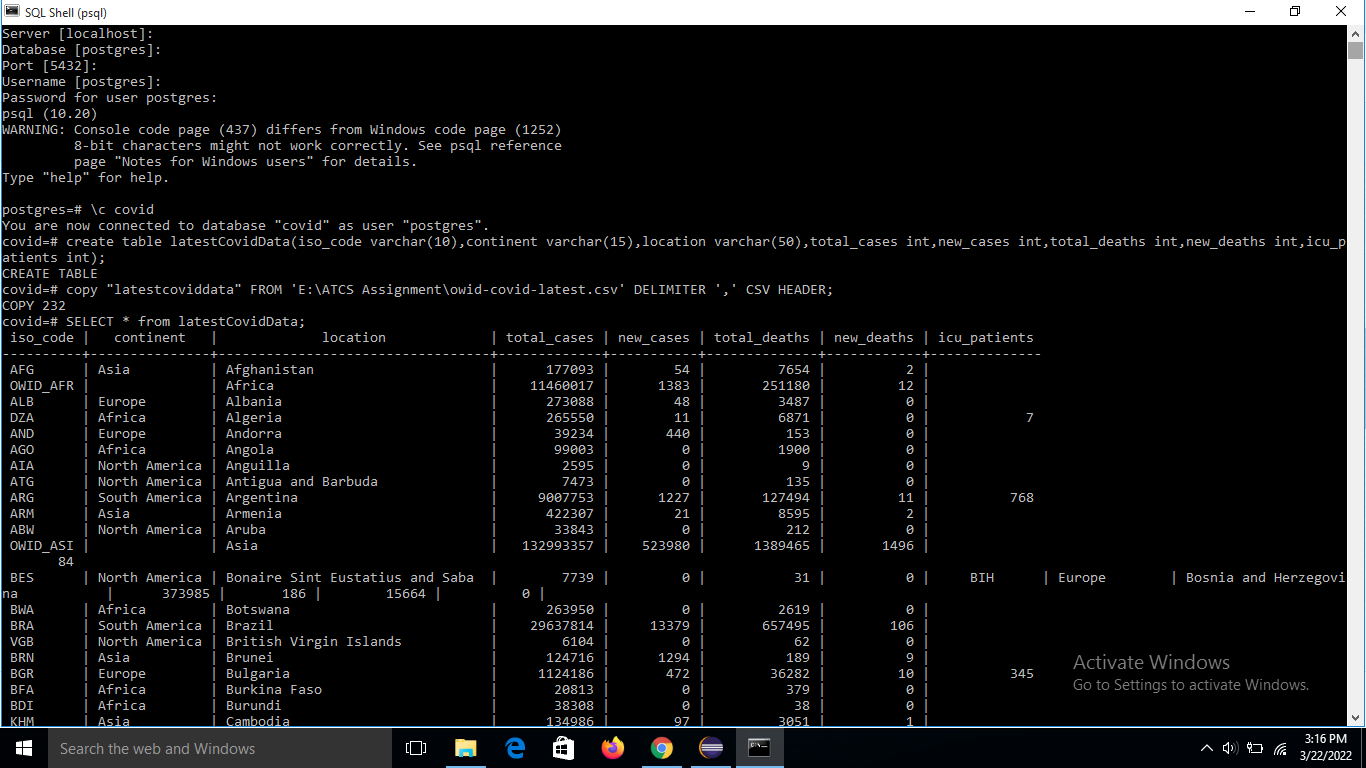 SQL Shell (psql)
Server [localhost]:
Database [postgres]:
Port [5432]:
Username [postgres]:
Password for user postgres:
psql (10.20)
WARNING: Console code page (437) differs from Windows code page (1252)
         8-bit characters might not work correctly. See psql reference
         page "Notes for Windows users" for details.
Type "help" for help.
postgres=# \c covid
You are now connected to database "covid" as user "postgres".
covid=# create table latestCovidData(iso_code varchar(10),continent varchar(15),location varchar(50),total_cases int,new_cases int,total_deaths int,new_deaths int,icu_p
atients int);
CREATE TABLE
covid=# copy "latestcoviddata" FROM 'E:\ATCS Assignment\owid-covid-latest.csv' DELIMITER ',' CSV HEADER;
COPY 232
covid=# SELECT * from latestCovidData;
 iso_code |   continent   |             location             | total_cases | new_cases | total_deaths | new_deaths | icu_patients
----------+---------------+----------------------------------+-------------+-----------+--------------+------------+--------------
 AFG      | Asia          | Afghanistan                      |      177093 |        54 |         7654 |          2 |
 OWID_AFR |               | Africa                           |    11460017 |      1383 |       251180 |         12 |
 ALB      | Europe        | Albania                          |      273088 |        48 |         3487 |          0 |
 DZA      | Africa        | Algeria                          |      265550 |        11 |         6871 |          0 |            7
 AND      | Europe        | Andorra                          |       39234 |       440 |          153 |          0 |
 AGO      | Africa        | Angola                           |       99003 |         0 |         1900 |          0 |
 AIA      | North America | Anguilla                         |        2595 |         0 |            9 |          0 |
 ATG      | North America | Antigua and Barbuda              |        7473 |         0 |          135 |          0 |
 ARG      | South America | Argentina                        |     9007753 |      1227 |       127494 |         11 |          768
 ARM      | Asia          | Armenia                          |      422307 |        21 |         8595 |          2 |
 ABW      | North America | Aruba                            |       33843 |         0 |          212 |          0 |
 OWID_ASI |               | Asia                             |   132993357 |    523980 |      1389465 |       1496 |
       84
 BES      | North America | Bonaire Sint Eustatius and Saba  |        7739 |         0 |           31 |          0 |     BIH      | Europe        | Bosnia and Herzegovi
na           |      373985 |       186 |        15664 |          0 |
 BWA      | Africa        | Botswana                         |      263950 |         0 |         2619 |          0 |
 BRA      | South America | Brazil                           |    29637814 |     13379 |       657495 |        106 |
 VGB      | North America | British Virgin Islands           |        6104 |         0 |           62 |          0 |
 BRN      | Asia          | Brunei                           |      124716 |      1294 |          189 |          9 |
 BGR      | Europe        | Bulgaria                         |     1124186 |       472 |        36282 |         10 |          345
 BFA      | Africa        | Burkina Faso                     |       20813 |         0 |          379 |          0 |
 BDI      | Africa        | Burundi                          |       38308 |         0 |           38 |          0 |
 KHM      | Asia          | Cambodia                         |      134986 |        97 |         3051 |          1 |
Activate Windows
Go to Settings to activate Windows.
Search the web and Windows
3:16 PM
3/22/2022